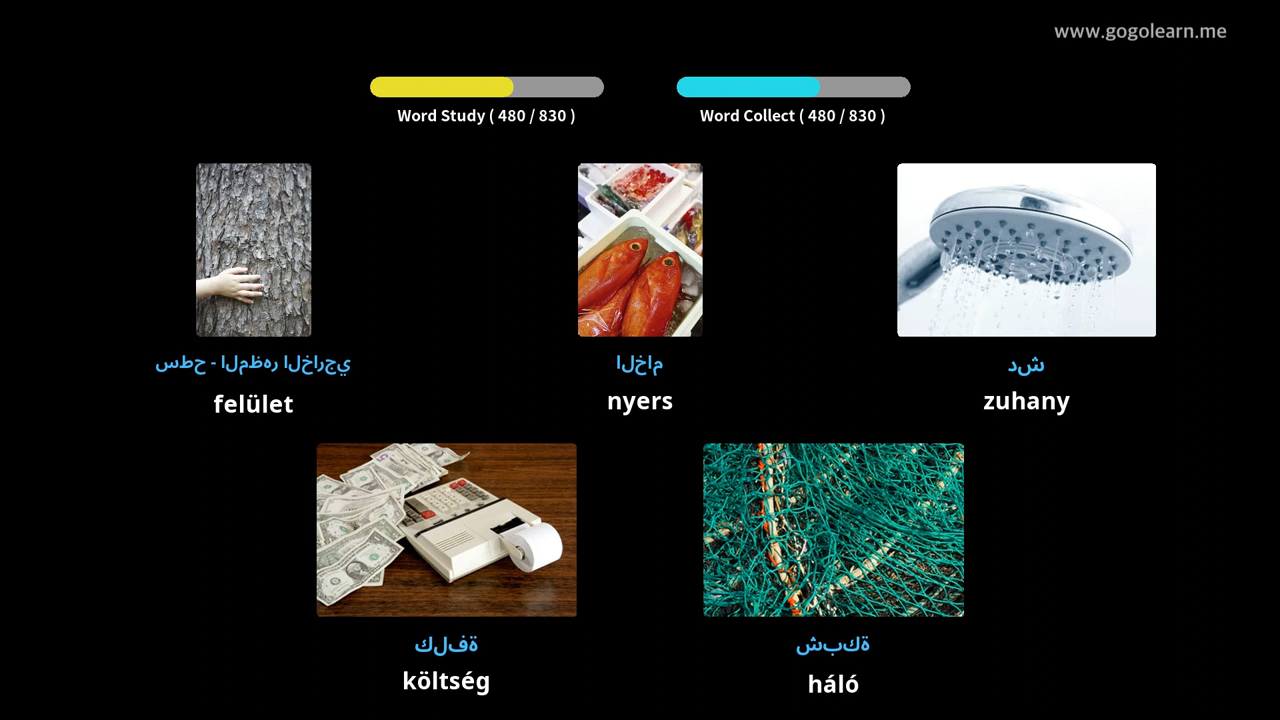 www.gogolearn.me
Word Study ( 480 / 830 )
Word Collect ( 480 / 830 )
سطح - المظهر الخارجي
الخام
دش
felület
nyers
zuhany
كلفة
شبكة
költség
háló